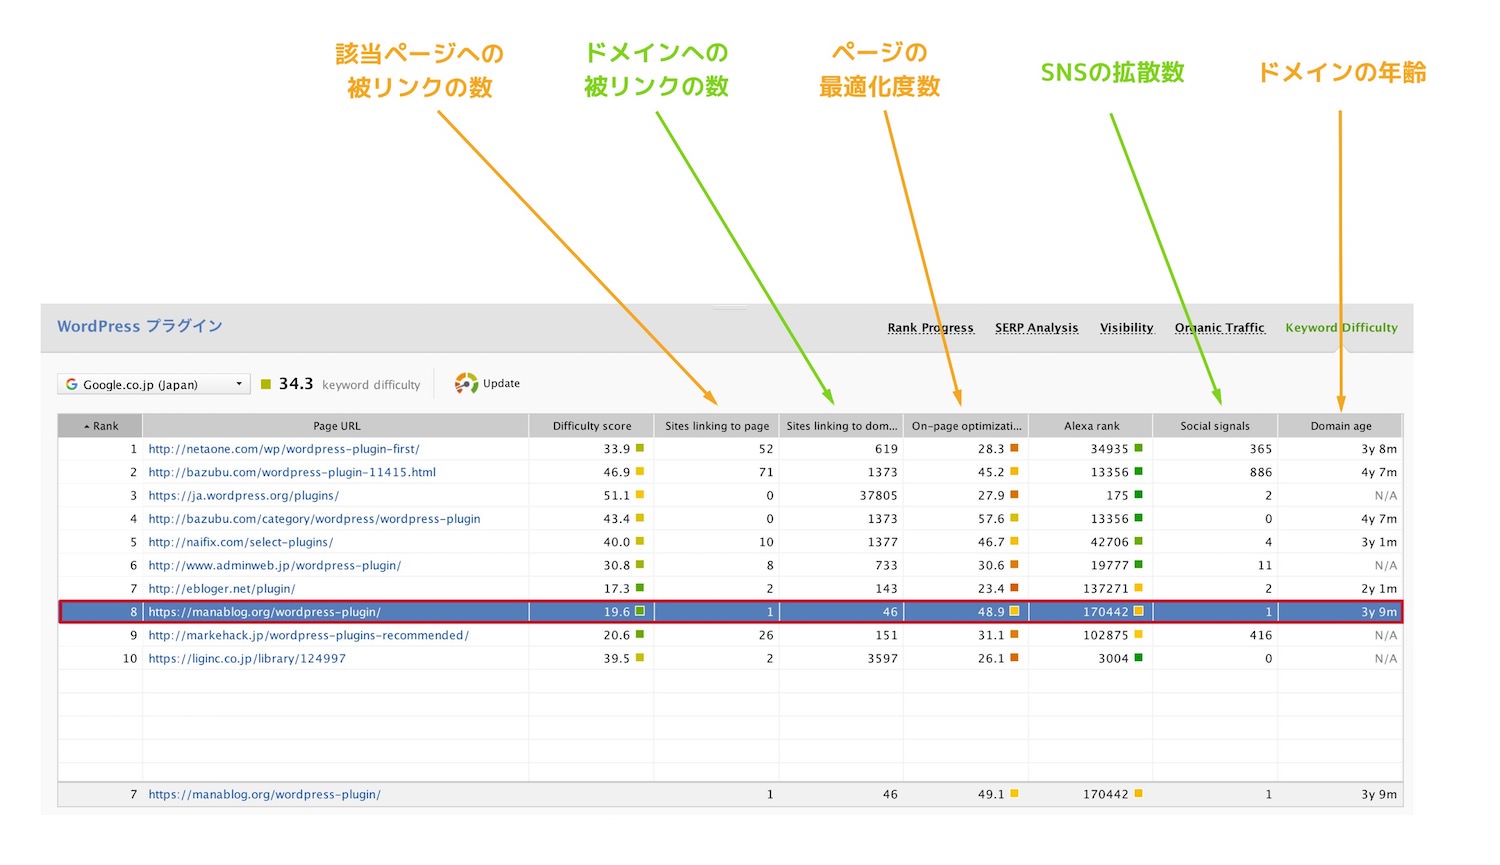 該当ページへの
被リンクの数
ドメインへの
被リンクの数
ページの
最適化度数
SNSの拡散数
ドメインの年齢
WordPress プラグイン
Rank Progress SERP Analysis Visibility Organic Traffic Keyword Difficulty
Google.co.jp (Japan) 34.3 keyword difficulty Update
Rank Page URL Difficulty score Sites linking to page Sites linking to dom... On-page optimizati... Alexa rank Social signals Domain age
1 http://netaone.com/wp/wordpress-plugin-first/ 33.9 52 619 28.3 34935 365 3y 8m
2 http://bazubu.com/wordpress-plugin-11415.html 46.9 71 1373 45.2 13356 886 4y 7m
3 https://ja.wordpress.org/plugins/ 51.1 0 37805 27.9 175 2 N/A
4 http://bazubu.com/category/wordpress/wordpress-plugin 43.4 0 1373 57.6 13356 0 4y 7m
5 http://naifix.com/select-plugins/ 40.0 10 1377 46.7 42706 4 3y 1m
6 http://www.adminweb.jp/wordpress-plugin/ 30.8 8 733 30.6 19777 11 N/A
7 http://ebloger.net/plugin/ 17.3 2 143 23.4 137271 2 2y 1m
8 https://manablog.org/wordpress-plugin/ 19.6 1 46 48.9 170442 1 3y 9m
9 http://markehack.jp/wordpress-plugins-recommended/ 20.6 26 151 31.1 102875 416 N/A
10 https://liginc.co.jp/library/124997 39.5 2 3597 26.1 3004 0 N/A
7 https://manablog.org/wordpress-plugin/ 1 46 49.1 170442 1 3y 9m